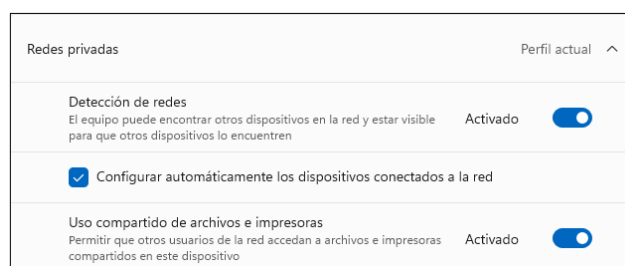 Redes privadas
Perfil actual
Detección de redes
El equipo puede encontrar otros dispositivos en la red y estar visible
para que otros dispositivos lo encuentren
Activado
Configurar automáticamente los dispositivos conectados a la red
Uso compartido de archivos e impresoras
Permitir que otros usuarios de la red accedan a archivos e impresoras
compartidos en este dispositivo
Activado